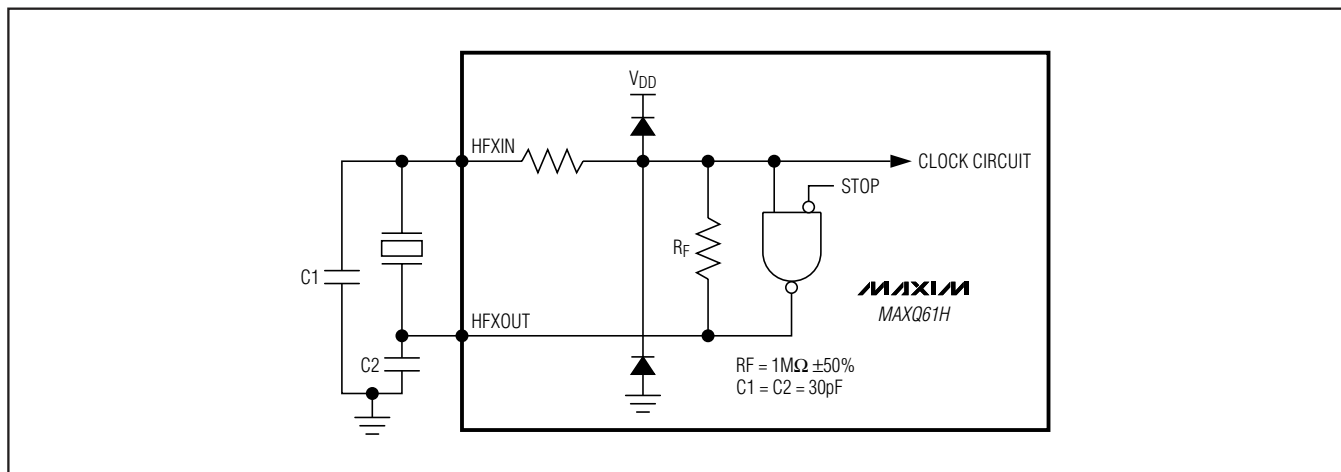 VDD
HFXIN
CLOCK CIRCUIT
STOP
RF
C1
MAXIM
MAXQ61H
HFXOUT
C2
RF = 1MΩ ±50%
C1 = C2 = 30pF